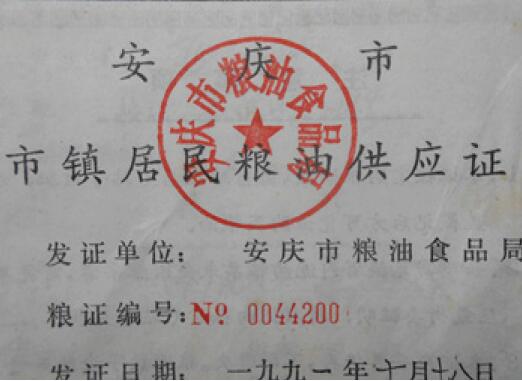 安庆市
安庆市粮油食品局
市镇居民粮油供应证
发证单位: 安庆市粮油食品局
粮证编号:№ 0044200
发证日期: 一九九一年十月十八日